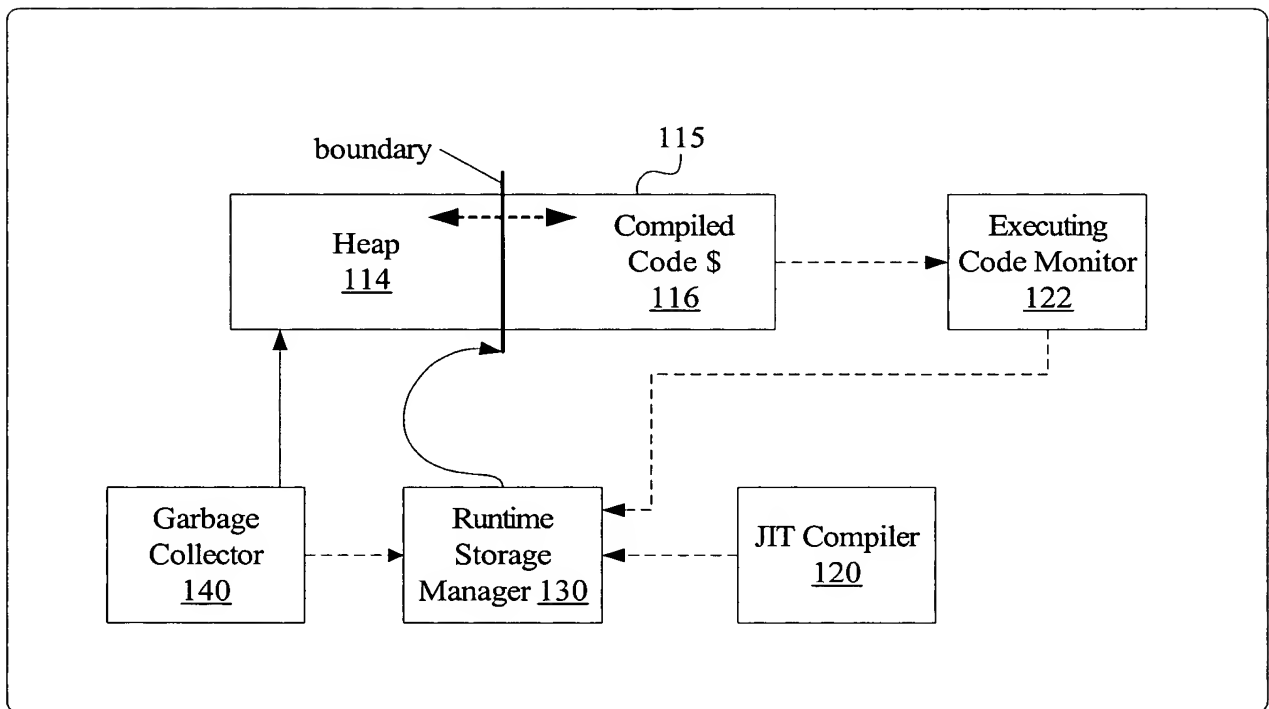 115
boundary
Heap
114
Compiled
Code $
116
Executing
Code Monitor
122
Garbage
Collector
140
Runtime
Storage
Manager 130
JIT Compiler
120